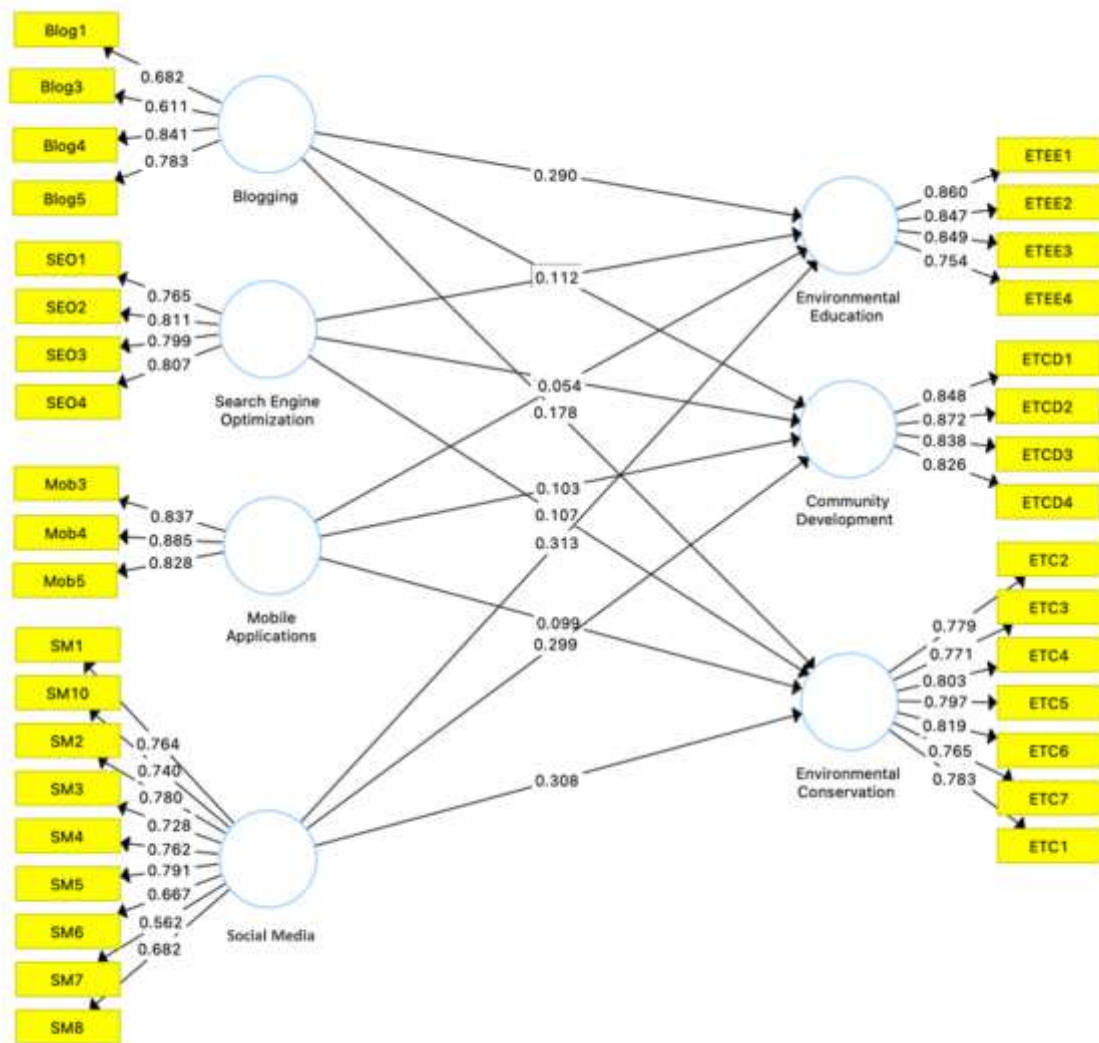 Blog1
Blog3
Blog4
Blog5
0.682
0.611
0.841
0.783
Blogging
SEO1
SEO2
SEO3
SEO4
0.765
0.811
0.799
0.807
Search Engine
Optimization
Mob3
Mob4
Mob5
0.837
0.885
0.828
Mobile
Applications
SM1
SM10
SM2
SM3
SM4
SM5
SM6
SM7
SM8
0.764
0.740
0.780
0.728
0.762
0.791
0.667
0.562
0.682
Social Media
0.290
0.112
0.054
0.178
0.103
0.107
0.313
0.099
0.299
0.308
Environmental
Education
0.860
0.847
0.849
0.754
ETEE1
ETEE2
ETEE3
ETEE4
Community
Development
0.848
0.872
0.838
0.826
ETCD1
ETCD2
ETCD3
ETCD4
Environmental
Conservation
0.779
0.771
0.803
0.797
0.819
0.765
0.783
ETC2
ETC3
ETC4
ETC5
ETC6
ETC7
ETC1